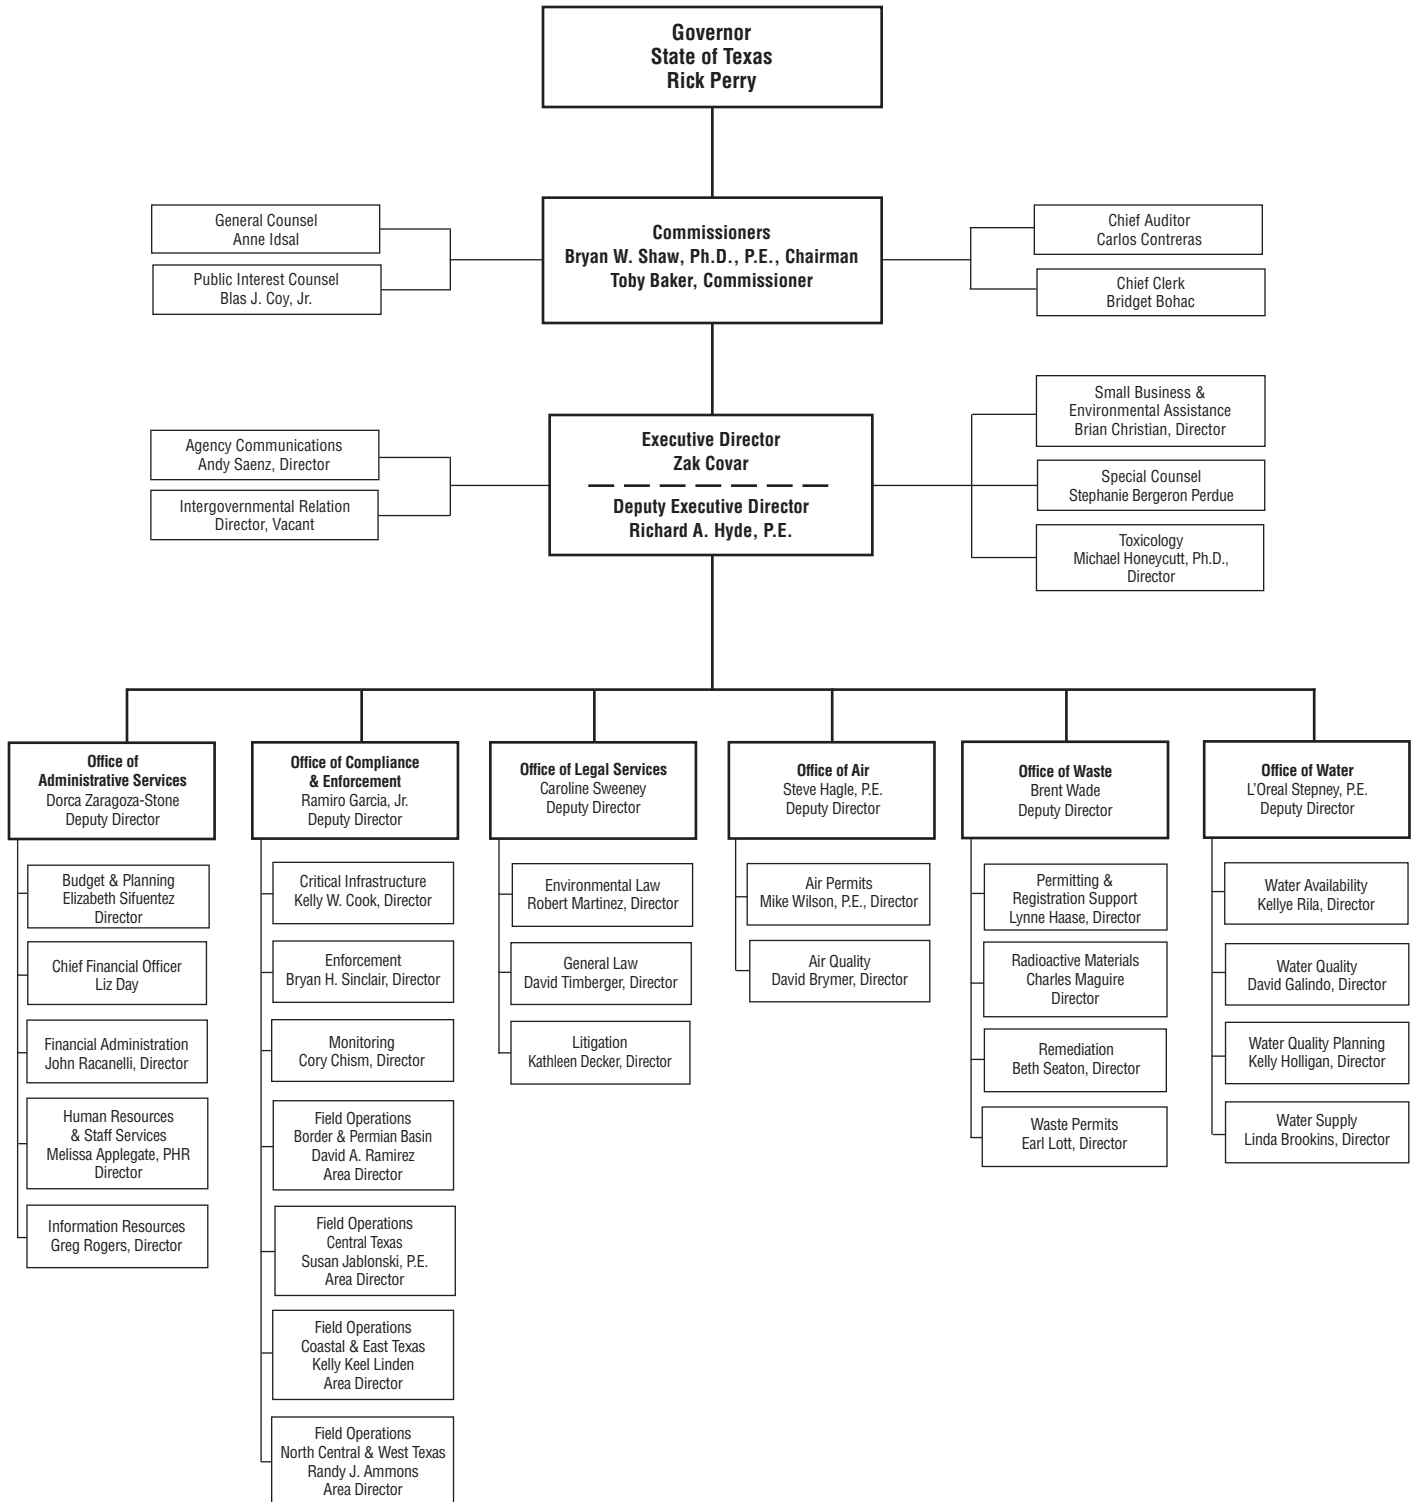 Governor
State of Texas
Rick Perry
General Counsel
Anne Idsal
Public Interest Counsel
Blas J. Coy, Jr.
Commissioners
Bryan W. Shaw, Ph.D., P.E., Chairman
Toby Baker, Commissioner
Chief Auditor
Carlos Contreras
Chief Clerk
Bridget Bohac
Agency Communications
Andy Saenz, Director
Intergovernmental Relation
Director, Vacant
Executive Director
Zak Covar
Deputy Executive Director
Richard A. Hyde, P.E.
Small Business &
Environmental Assistance
Brian Christian, Director
Special Counsel
Stephanie Bergeron Perdue
Toxicology
Michael Honeycutt, Ph.D.,
Director
Office of
Administrative Services
Dorca Zaragoza-Stone
Deputy Director
Budget & Planning
Elizabeth Sifuentez
Director
Chief Financial Officer
Liz Day
Financial Administration
John Racanelli, Director
Human Resources
& Staff Services
Melissa Applegate, PHR
Director
Information Resources
Greg Rogers, Director
Office of Compliance
& Enforcement
Ramiro Garcia, Jr.
Deputy Director
Critical Infrastructure
Kelly W. Cook, Director
Enforcement
Bryan H. Sinclair, Director
Monitoring
Cory Chism, Director
Field Operations
Border & Permian Basin
David A. Ramirez
Area Director
Field Operations
Central Texas
Susan Jablonski, P.E.
Area Director
Field Operations
Coastal & East Texas
Kelly Keel Linden
Area Director
Field Operations
North Central & West Texas
Randy J. Ammons
Area Director
Office of Legal Services
Caroline Sweeney
Deputy Director
Environmental Law
Robert Martinez, Director
General Law
David Timberger, Director
Litigation
Kathleen Decker, Director
Office of Air
Steve Hagle, P.E.
Deputy Director
Air Permits
Mike Wilson, P.E., Director
Air Quality
David Brymer, Director
Office of Waste
Brent Wade
Deputy Director
Permitting &
Registration Support
Lynne Haase, Director
Radioactive Materials
Charles Maguire
Director
Remediation
Beth Seaton, Director
Waste Permits
Earl Lott, Director
Office of Water
L’Oreal Stepney, P.E.
Deputy Director
Water Availability
Kellye Rila, Director
Water Quality
David Galindo, Director
Water Quality Planning
Kelly Holligan, Director
Water Supply
Linda Brookins, Director